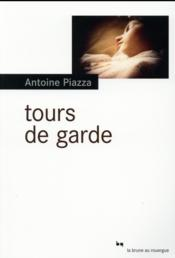 Antoine Piazza
tours
de garde
la brune au rouergue